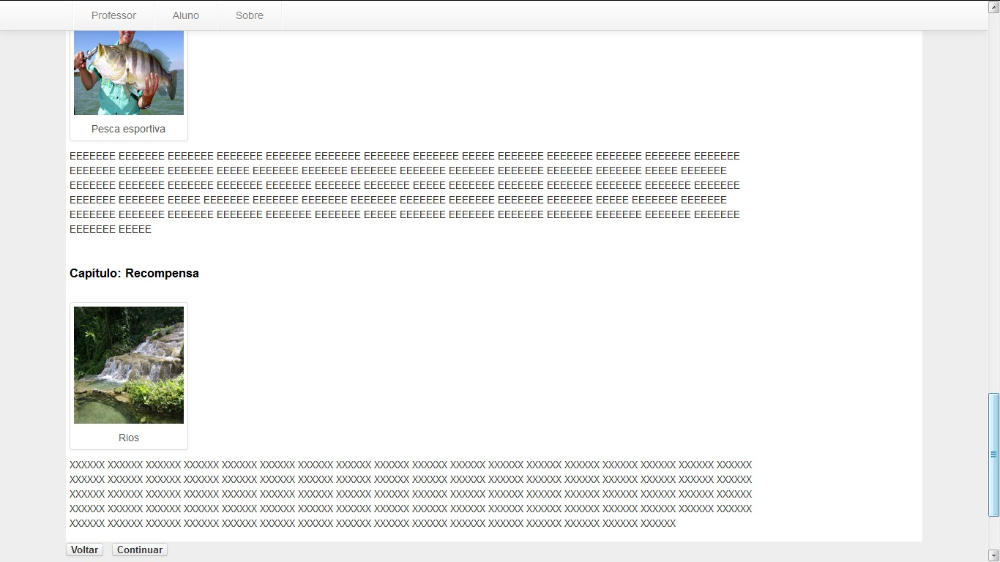 Professor Aluno Sobre
Pesca esportiva
EEEEEEE EEEEEEE EEEEEEE EEEEEEE EEEEEEE EEEEEEE EEEEEEE EEEEEEE EEEEE EEEEEEE EEEEEEE EEEEEEE EEEEEEE EEEEEEE
EEEEEEE EEEEEEE EEEEEEE EEEEE EEEEEEE EEEEEEE EEEEEEE EEEEEEE EEEEEEE EEEEEEE EEEEEEE EEEEEEE EEEEE EEEEEEE
EEEEEEE EEEEEEE EEEEEEE EEEEEEE EEEEEEE EEEEEEE EEEEEEE EEEEE EEEEEEE EEEEEEE EEEEEEE EEEEEEE EEEEEEE EEEEEEE
EEEEEEE EEEEEEE EEEEE EEEEEEE EEEEEEE EEEEEEE EEEEEEE EEEEEEE EEEEEEE EEEEEEE EEEEEEE EEEEE EEEEEEE EEEEEEE
EEEEEEE EEEEEEE EEEEEEE EEEEEEE EEEEEEE EEEEEEE EEEEE EEEEEEE EEEEEEE EEEEEEE EEEEEEE EEEEEEE EEEEEEE EEEEEEE
EEEEEEE EEEEE
Capítulo: Recompensa
Rios
XXXXXX XXXXXX XXXXXX XXXXXX XXXXXX XXXXXX XXXXXX XXXXXX XXXXXX XXXXXX XXXXXX XXXXXX XXXXXX XXXXXX XXXXXX XXXXXX XXXXXX XXXXXX
XXXXXX XXXXXX XXXXXX XXXXXX XXXXXX XXXXXX XXXXXX XXXXXX XXXXXX XXXXXX XXXXXX XXXXXX XXXXXX XXXXXX XXXXXX XXXXXX XXXXXX XXXXXX
XXXXXX XXXXXX XXXXXX XXXXXX XXXXXX XXXXXX XXXXXX XXXXXX XXXXXX XXXXXX XXXXXX XXXXXX XXXXXX XXXXXX XXXXXX XXXXXX XXXXXX XXXXXX
XXXXXX XXXXXX XXXXXX XXXXXX XXXXXX XXXXXX XXXXXX XXXXXX XXXXXX XXXXXX XXXXXX XXXXXX XXXXXX XXXXXX XXXXXX XXXXXX XXXXXX XXXXXX
XXXXXX XXXXXX XXXXXX XXXXXX XXXXXX XXXXXX XXXXXX XXXXXX XXXXXX XXXXXX XXXXXX XXXXXX XXXXXX XXXXXX XXXXXX XXXXXX
Voltar Continuar